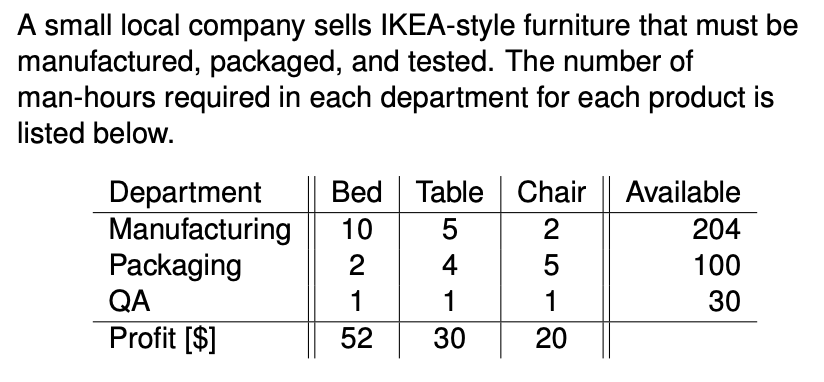 A small local company sells IKEA-style furniture that must be
manufactured, packaged, and tested. The number of
man-hours required in each department for each product is
listed below.
Department Bed Table Chair Available
Manufacturing 10 5 2 204
Packaging 2 4 5 100
QA 1 1 1 30
Profit [$] 52 30 20